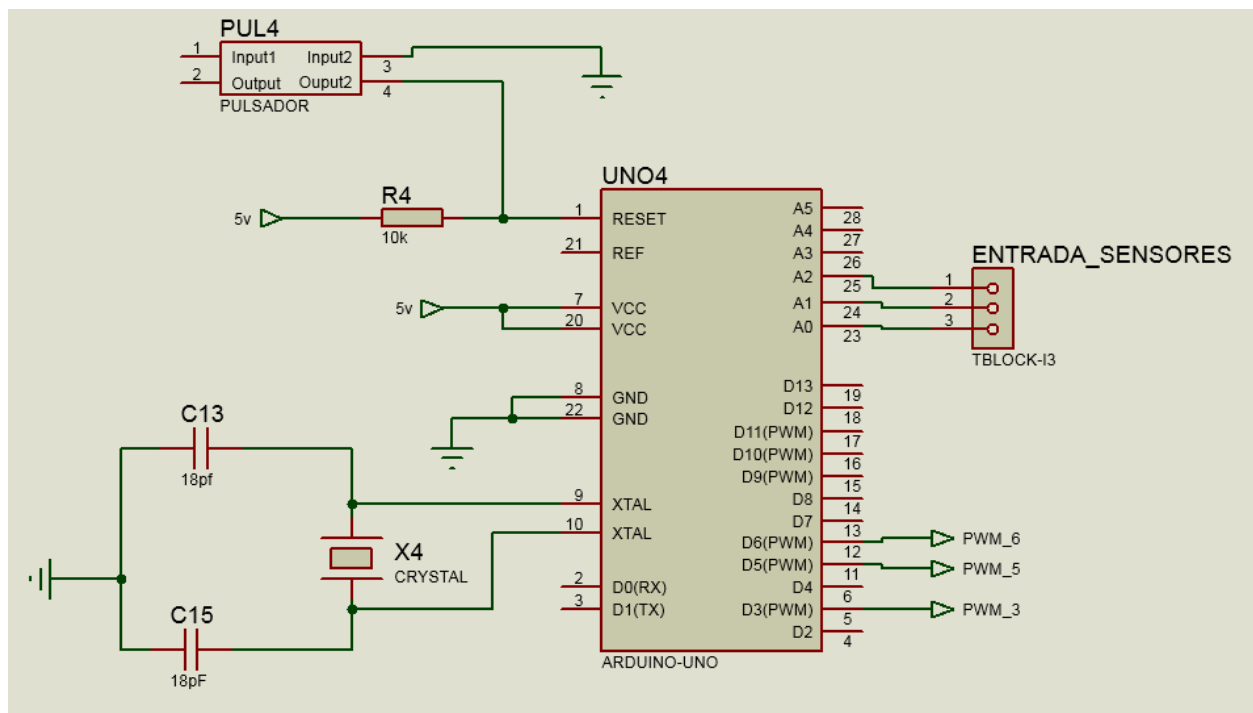 PUL4
1
Input1
Input2
3
2
Output
Ouput2
4
PULSADOR
UNO4
R4
5v
10k
1
RESET
21
REF
5v
7
VCC
20
VCC
8
GND
22
GND
9
XTAL
10
XTAL
2
D0(RX)
3
D1(TX)
A5
28
A4
27
A3
26
A2
25
A1
24
A0
23
D13
19
D12
18
D11(PWM)
17
D10(PWM)
16
D9(PWM)
15
D8
14
D7
13
D6(PWM)
12
D5(PWM)
11
D4
6
D3(PWM)
5
D2
4
ARDUINO-UNO
ENTRADA_SENSORES
1
2
3
TBLOCK-I3
PWM_6
PWM_5
PWM_3
C13
18pf
X4
CRYSTAL
C15
18pF